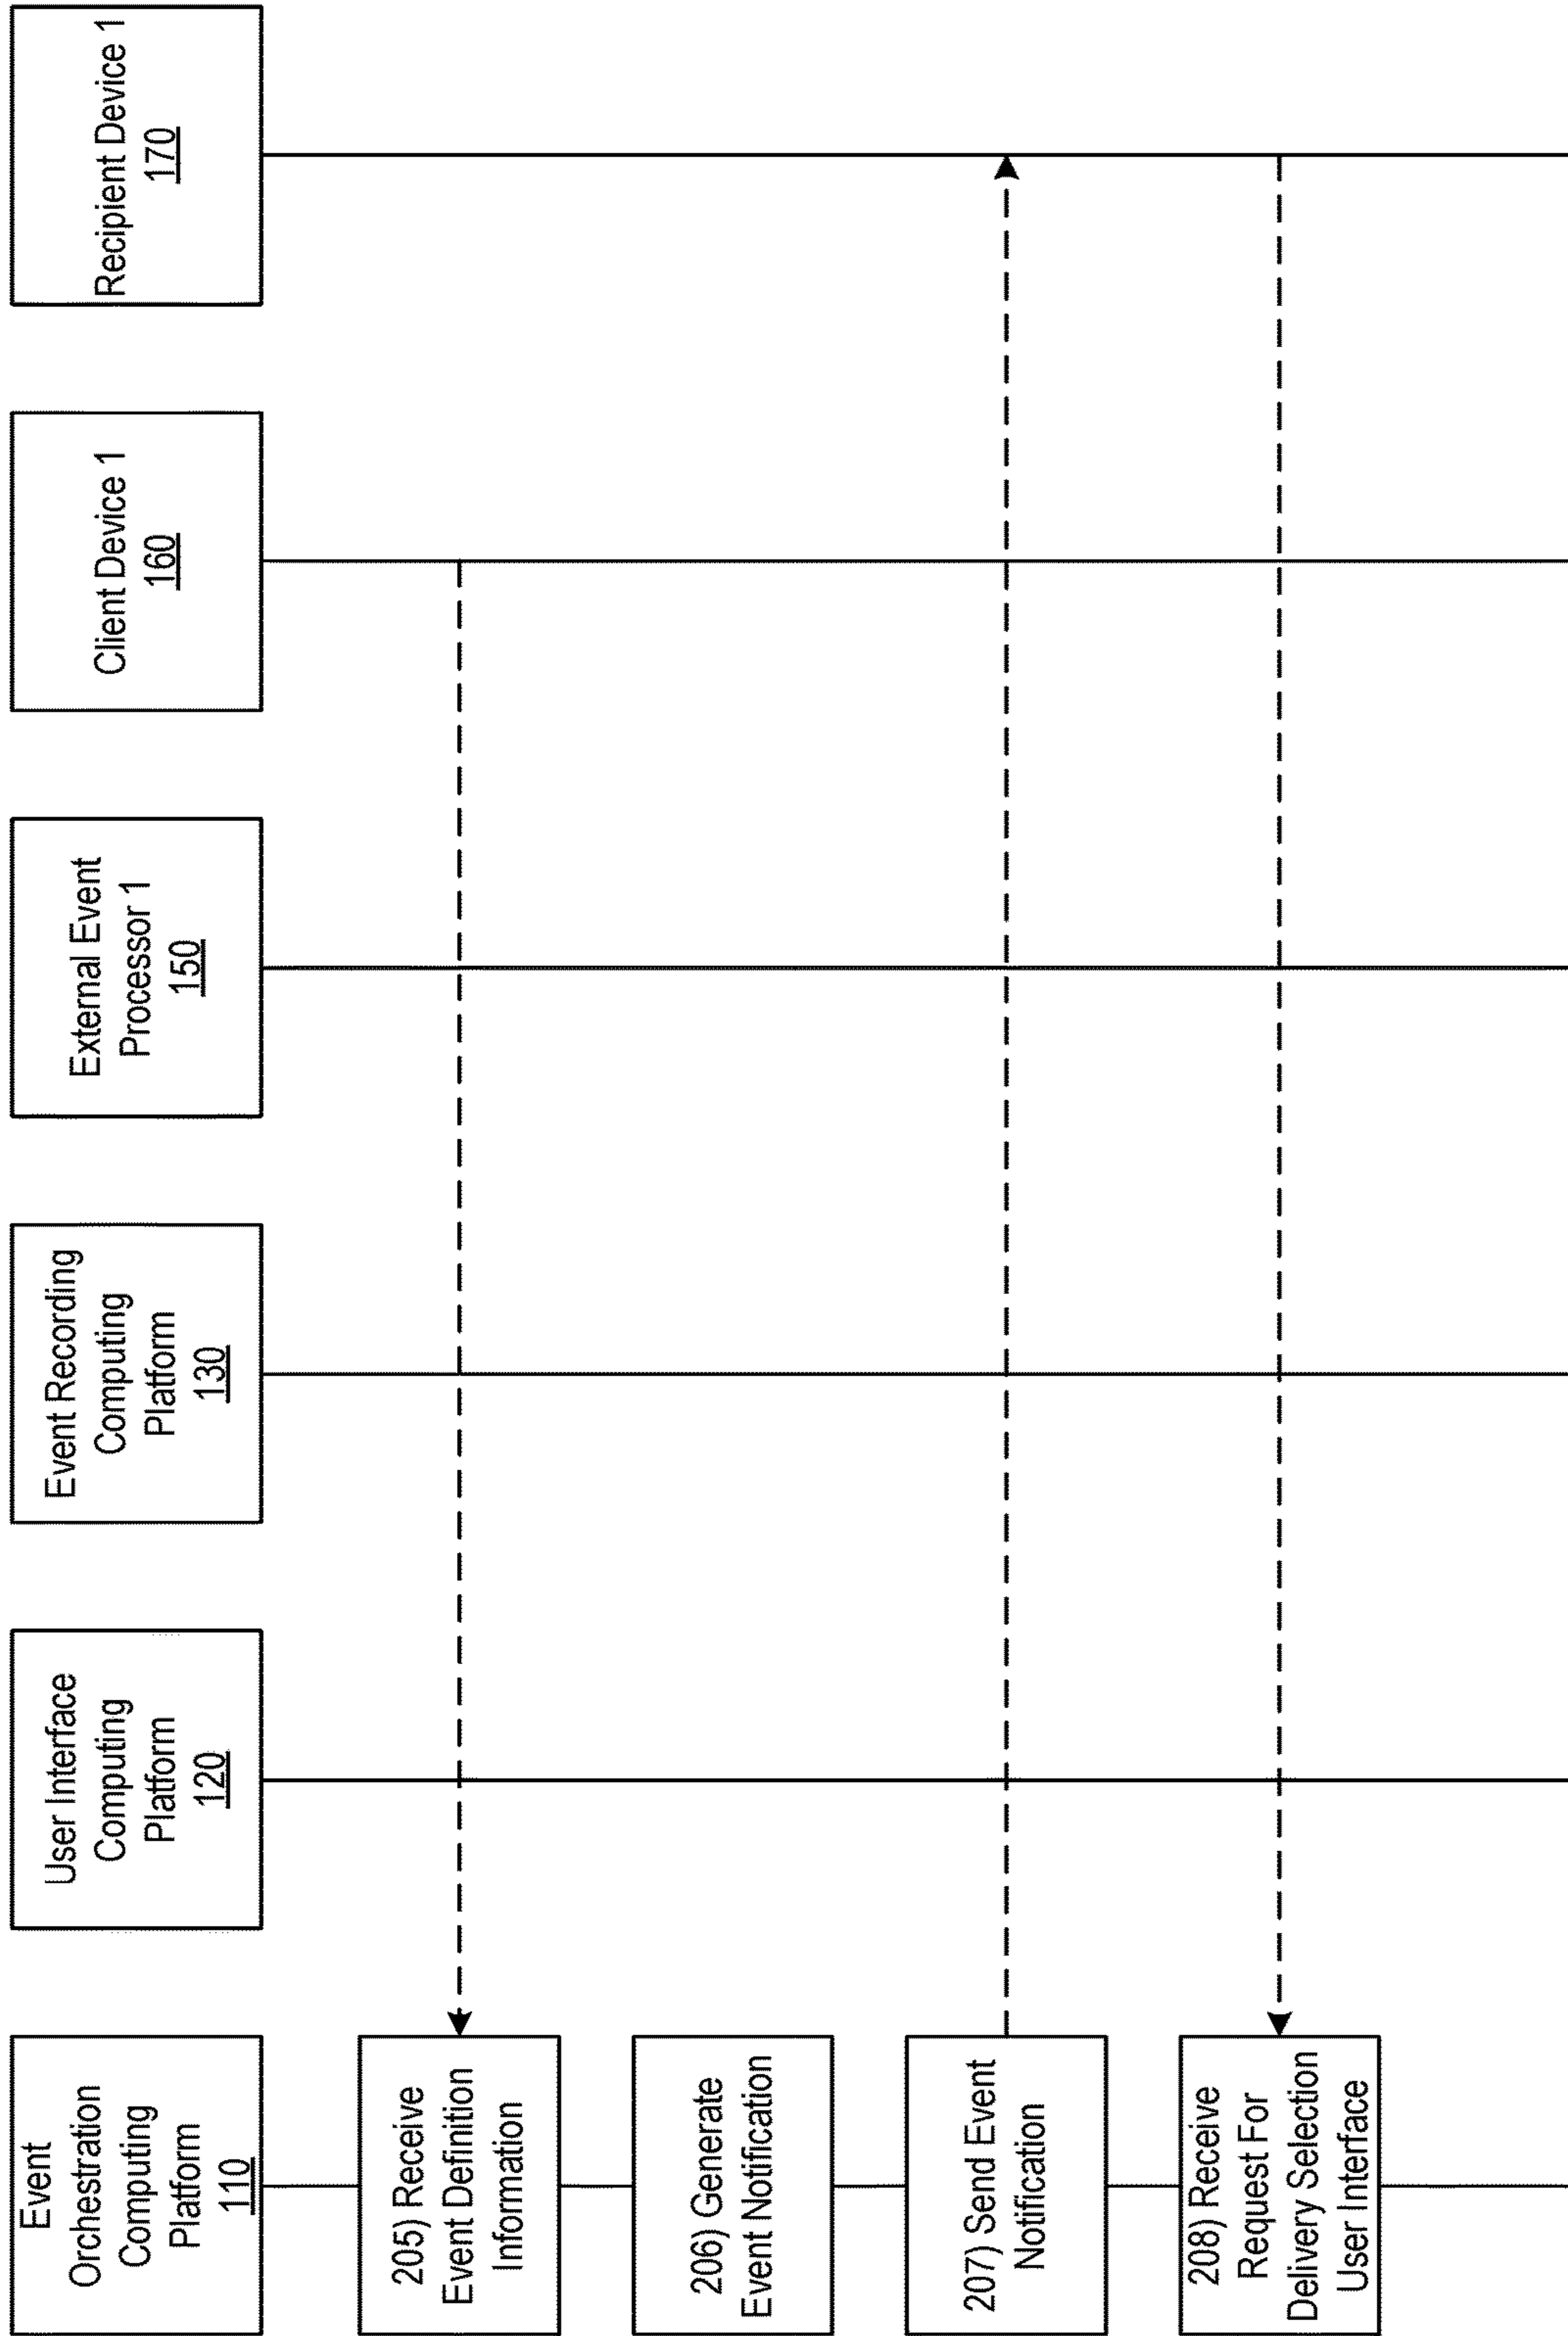 Event
Orchestration
Computing
Platform
110
User Interface
Computing
Platform
120
Event Recording
Computing
Platform
130
External Event
Processor 1
150
Client Device 1
160
Recipient Device 1
170
205) Receive
Event Definition
Information
206) Generate
Event Notification
207) Send Event
Notification
208) Receive
Request For
Delivery Selection
User Interface